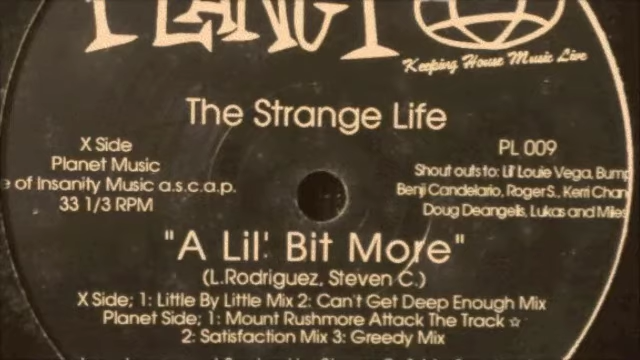 PLANET
Keeping House Music Live
The Strange Life
X Side
Planet Music
e of Insanity Music a.s.c.a.p.
33 1/3 RPM
PL 009
Shout outs to: Lil' Louie Vega, Bump
Benji Candelario, Roger S., Kerri Chan
Doug Deangelis, Lukas and Miles
"A Lil' Bit More"
(L.Rodriguez, Steven C.)
X Side; 1: Little By Little Mix 2: Can't Get Deep Enough Mix
Planet Side; 1: Mount Rushmore Attack The Track ☆
2: Satisfaction Mix 3: Greedy Mix